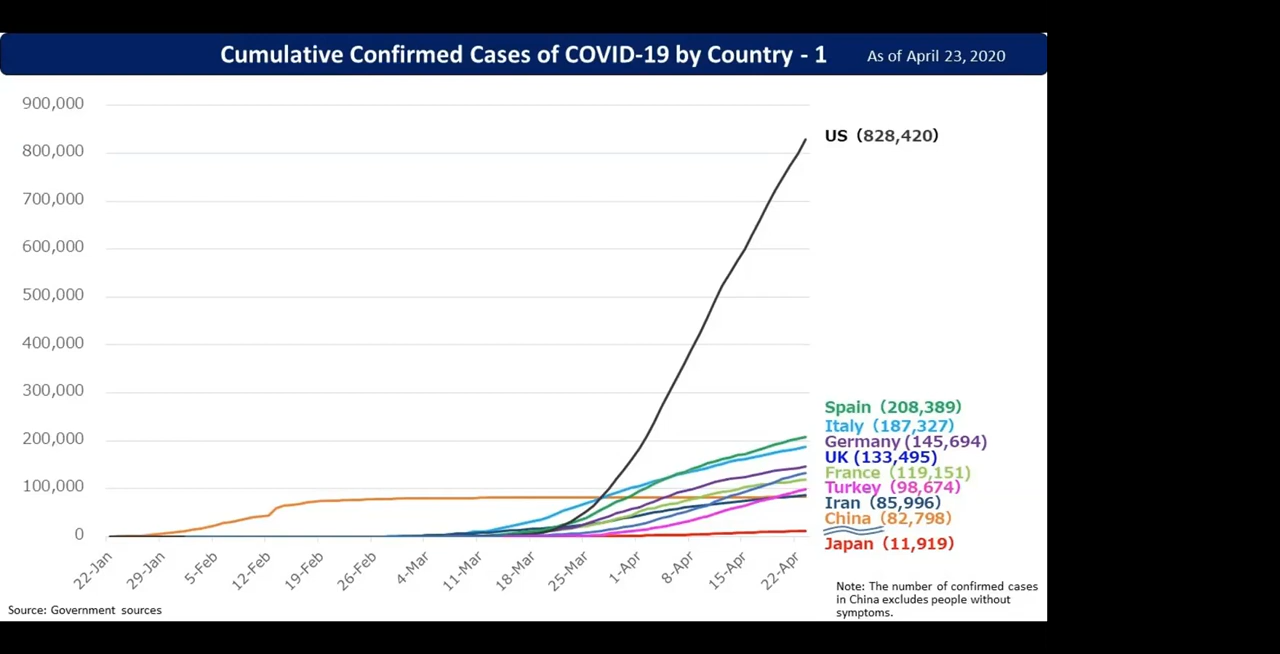 Cumulative Confirmed Cases of COVID-19 by Country - 1
As of April 23, 2020
900,000
800,000
700,000
600,000
500,000
400,000
300,000
200,000
100,000
0
US (828,420)
Spain (208,389)
Italy (187,327)
Germany (145,694)
UK (133,495)
France (119,151)
Turkey (98,674)
Iran (85,996)
China (82,798)
Japan (11,919)
22-Jan
29-Jan
5-Feb
12-Feb
19-Feb
26-Feb
4-Mar
11-Mar
18-Mar
25-Mar
1-Apr
8-Apr
15-Apr
22-Apr
Note: The number of confirmed cases
in China excludes people without
symptoms.
Source: Government sources